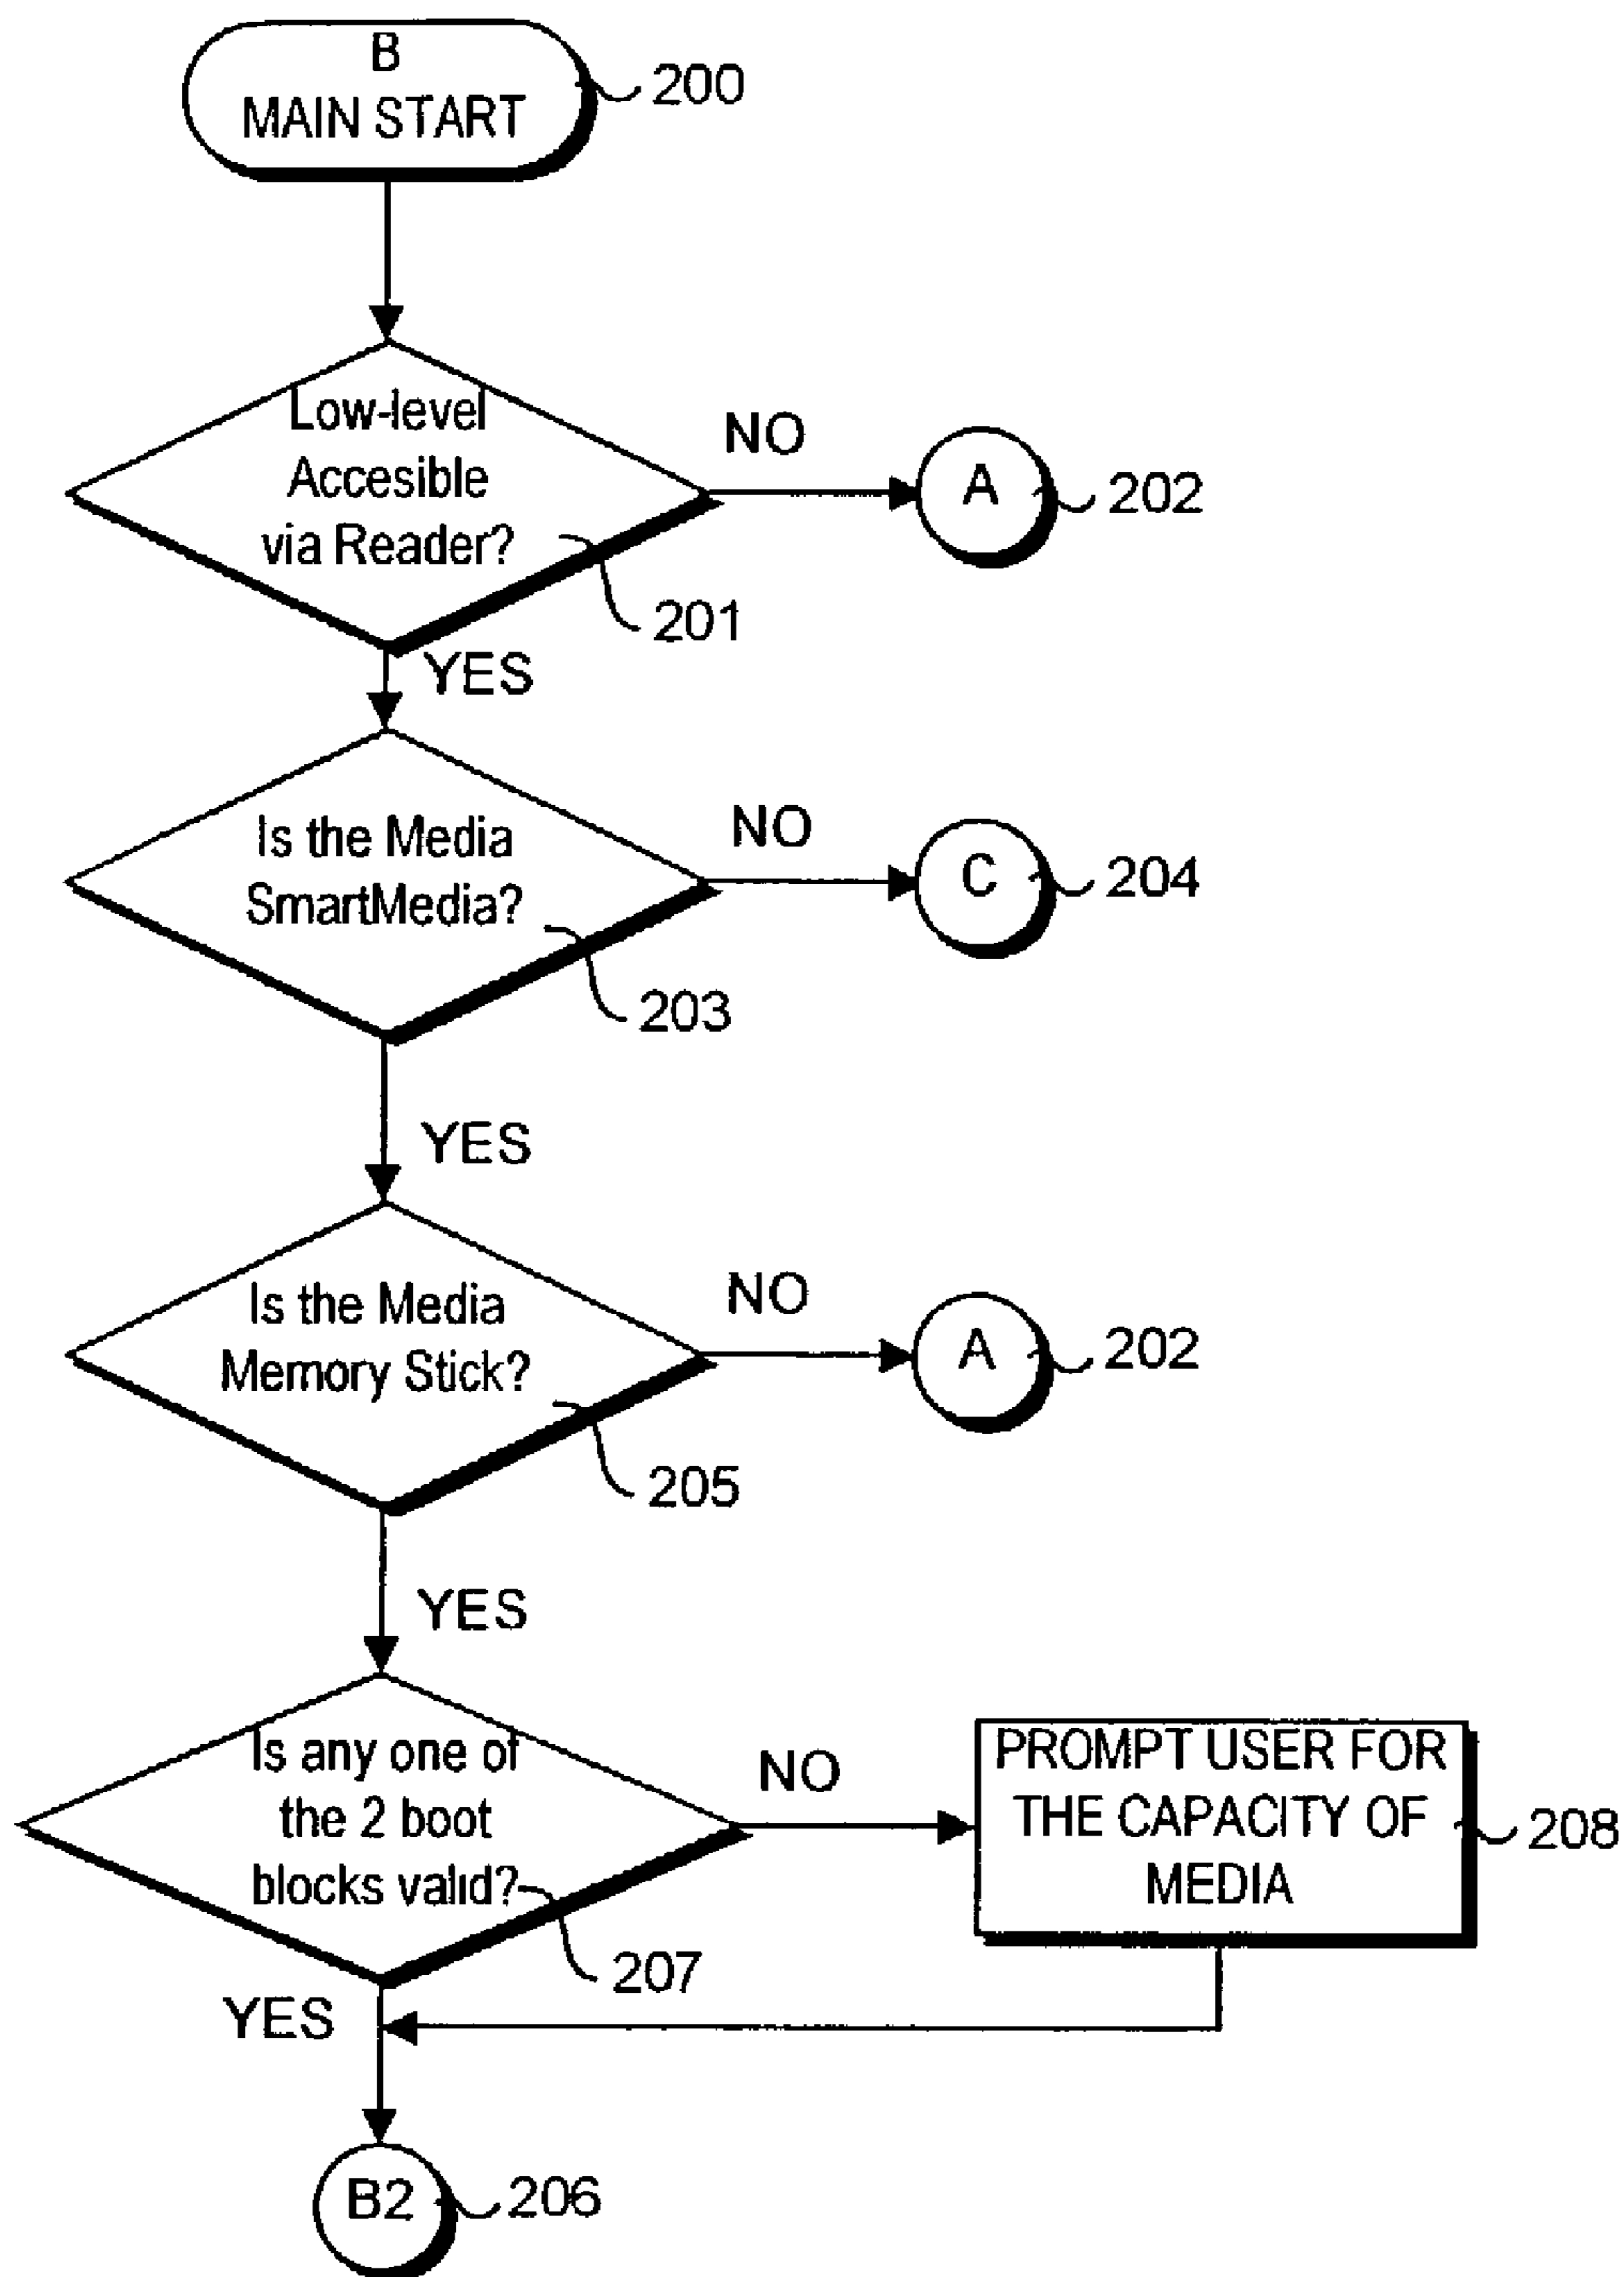 B
MAIN START
200
Low-level
Accesible
via Reader?
201
NO
A
202
YES
Is the Media
SmartMedia?
203
NO
C
204
YES
Is the Media
Memory Stick?
205
NO
A
202
YES
Is any one of
the 2 boot
blocks valid?
207
NO
PROMPT USER FOR
THE CAPACITY OF
MEDIA
208
YES
B2
206